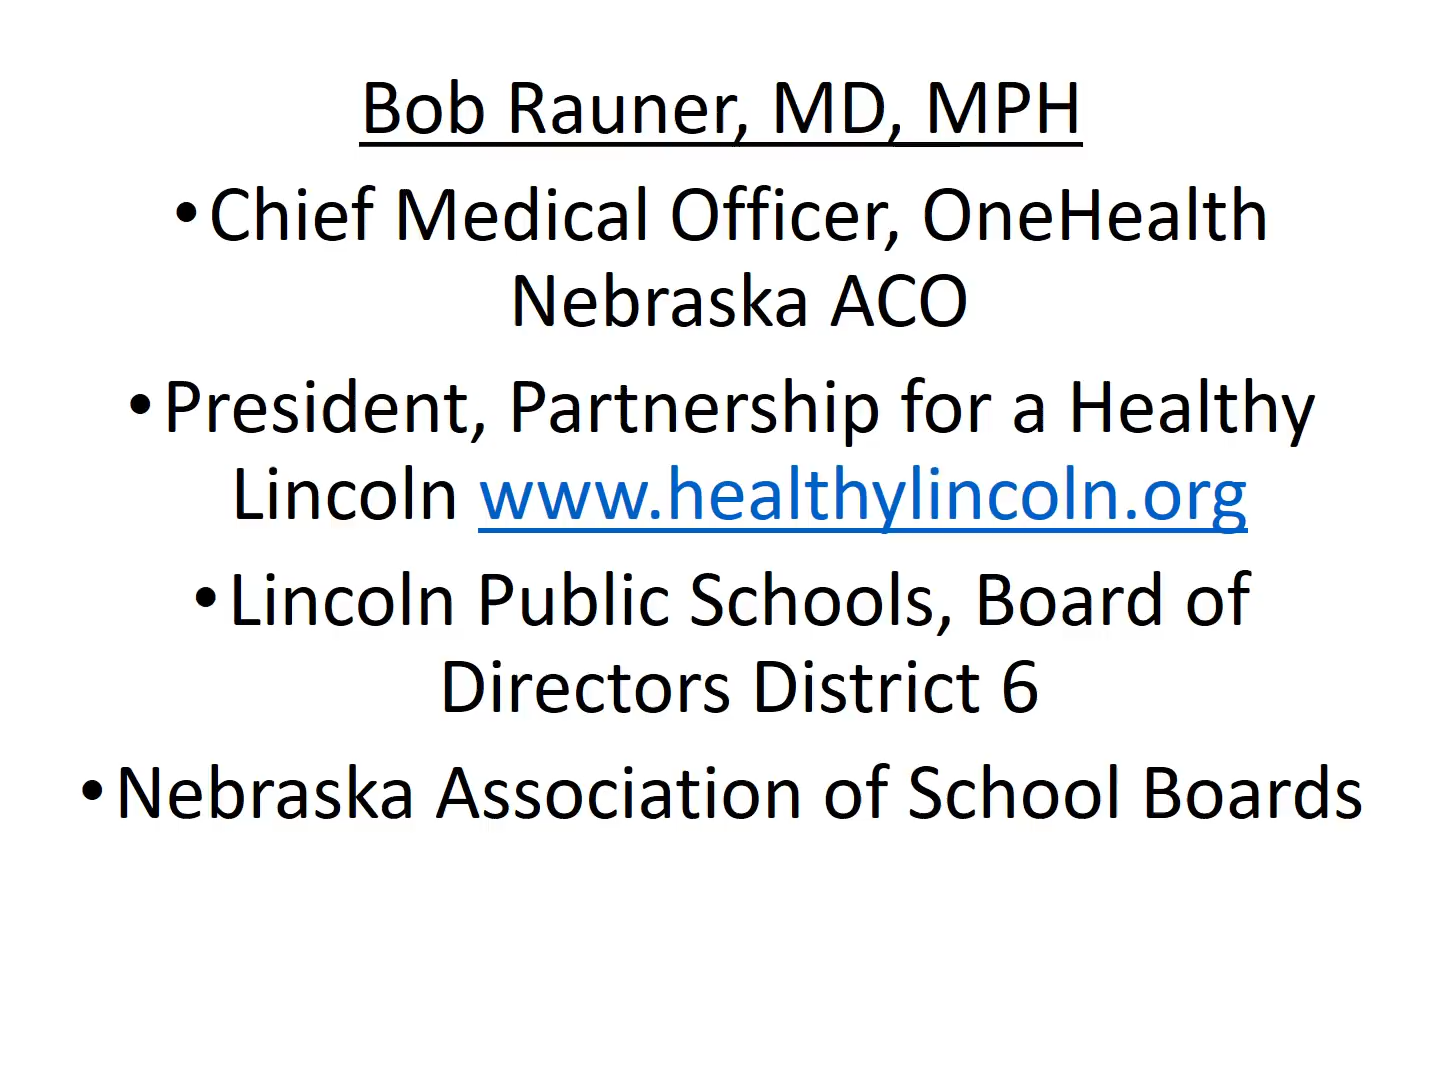 Bob Rauner, MD, MPH
•Chief Medical Officer, OneHealth
Nebraska ACO
•President, Partnership for a Healthy
Lincoln www.healthylincoln.org
•Lincoln Public Schools, Board of
Directors District 6
•Nebraska Association of School Boards